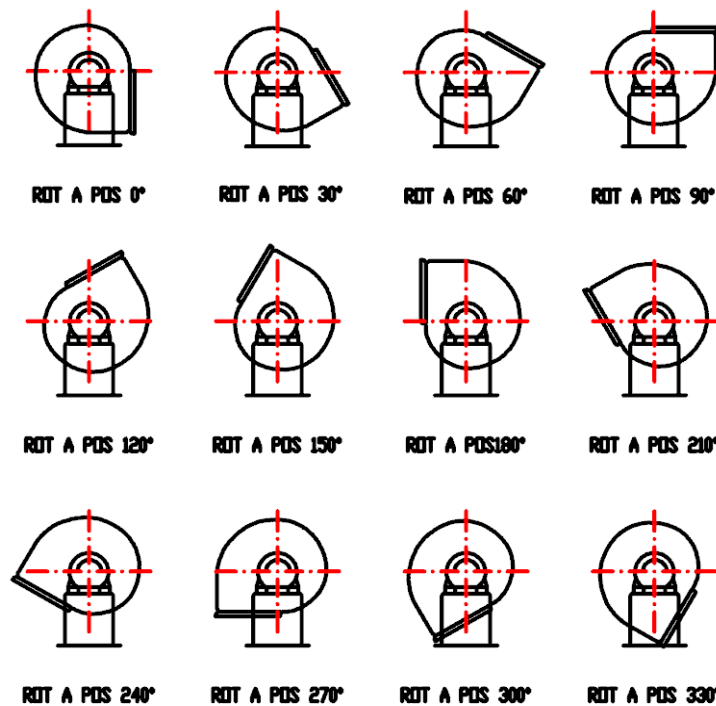 ROT A POS 0°
ROT A POS 30°
ROT A POS 60°
ROT A POS 90°
ROT A POS 120°
ROT A POS 150°
ROT A POS180°
ROT A POS 210°
ROT A POS 240°
ROT A POS 270°
ROT A POS 300°
ROT A POS 330°